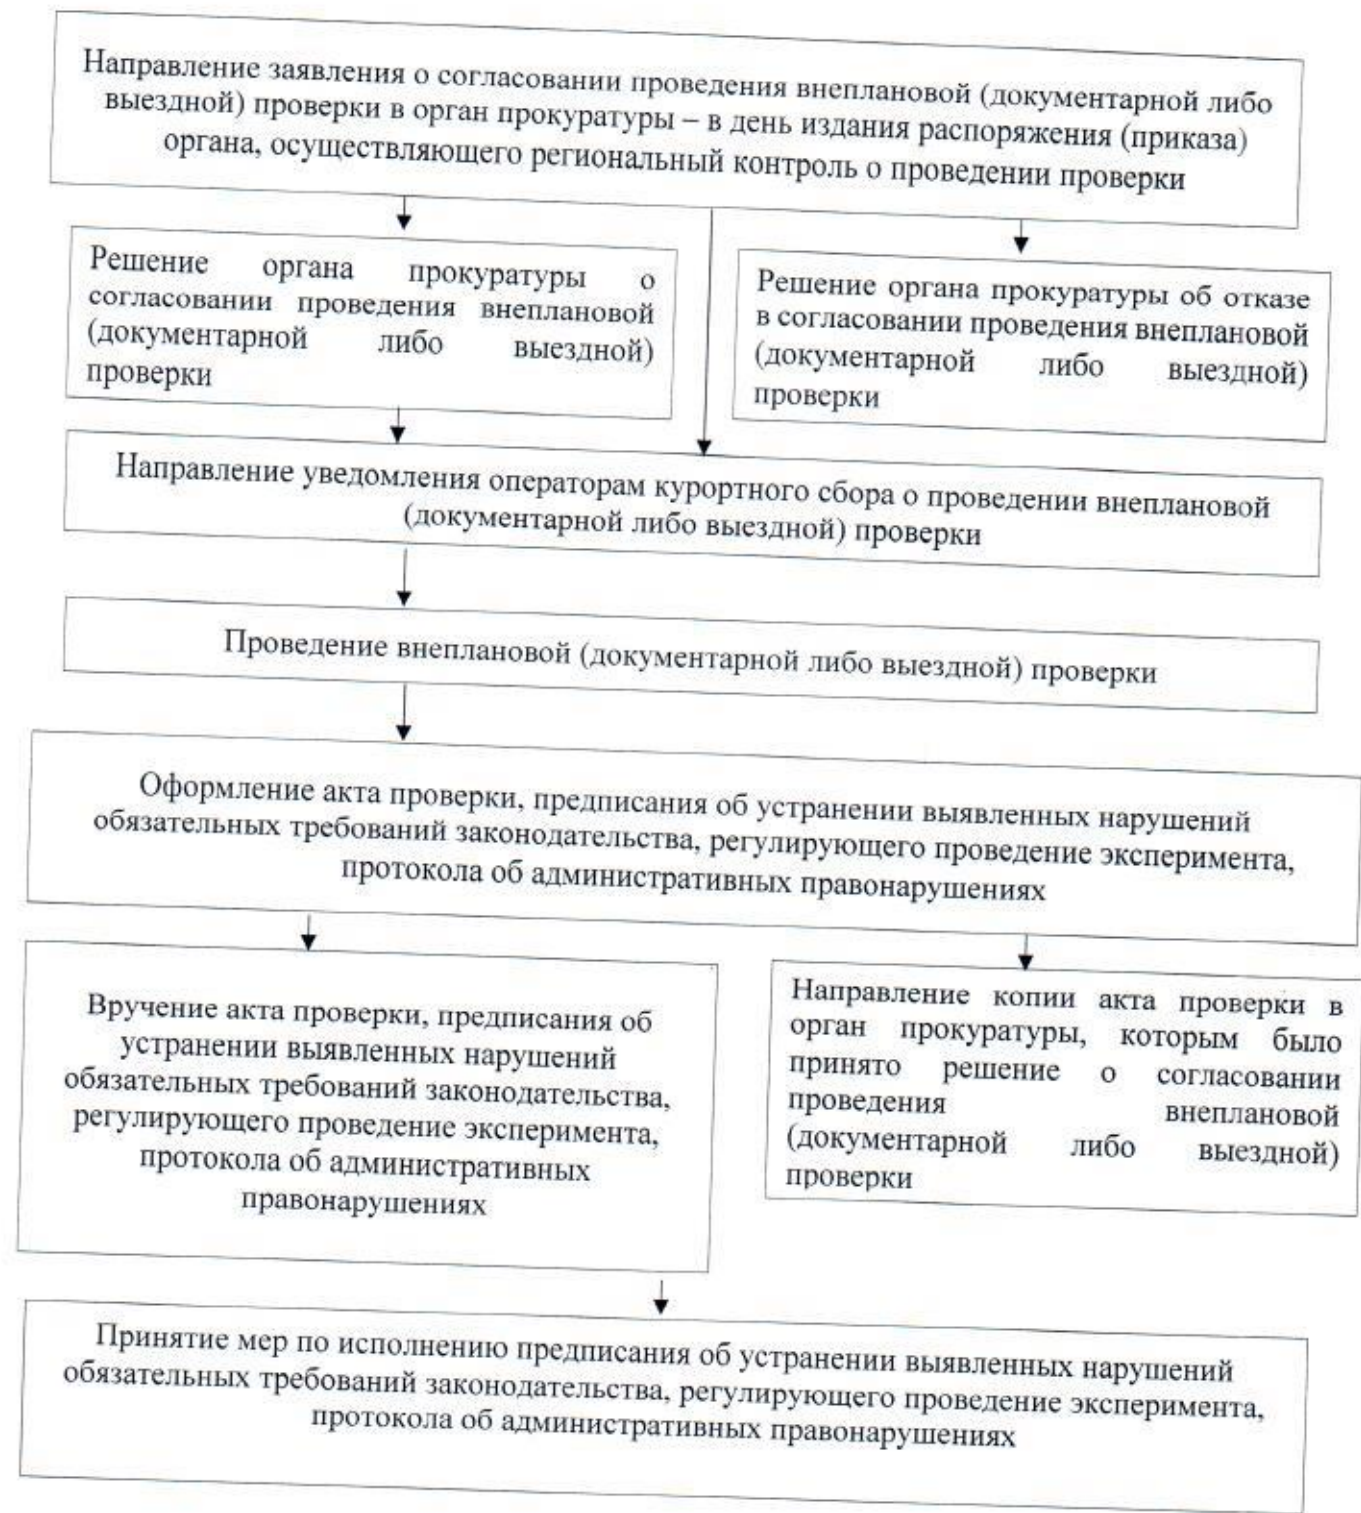 Направление заявления о согласовании проведения внеплановой (документарной либо
выездной) проверки в орган прокуратуры – в день издания распоряжения (приказа)
органа, осуществляющего региональный контроль о проведении проверки
Решение органа прокуратуры о
согласовании проведения внеплановой
(документарной либо выездной)
проверки
Решение органа прокуратуры об отказе
в согласовании проведения внеплановой
(документарной либо выездной)
проверки
Направление уведомления операторам курортного сбора о проведении внеплановой
(документарной либо выездной) проверки
Проведение внеплановой (документарной либо выездной) проверки
Оформление акта проверки, предписания об устранении выявленных нарушений
обязательных требований законодательства, регулирующего проведение эксперимента,
протокола об административных правонарушениях
Вручение акта проверки, предписания об
устранении выявленных нарушений
обязательных требований законодательства,
регулирующего проведение эксперимента,
протокола об административных
правонарушениях
Направление копии акта проверки в
орган прокуратуры, которым было
принято решение о согласовании
проведения внеплановой
(документарной либо выездной)
проверки
Принятие мер по исполнению предписания об устранении выявленных нарушений
обязательных требований законодательства, регулирующего проведение эксперимента,
протокола об административных правонарушениях